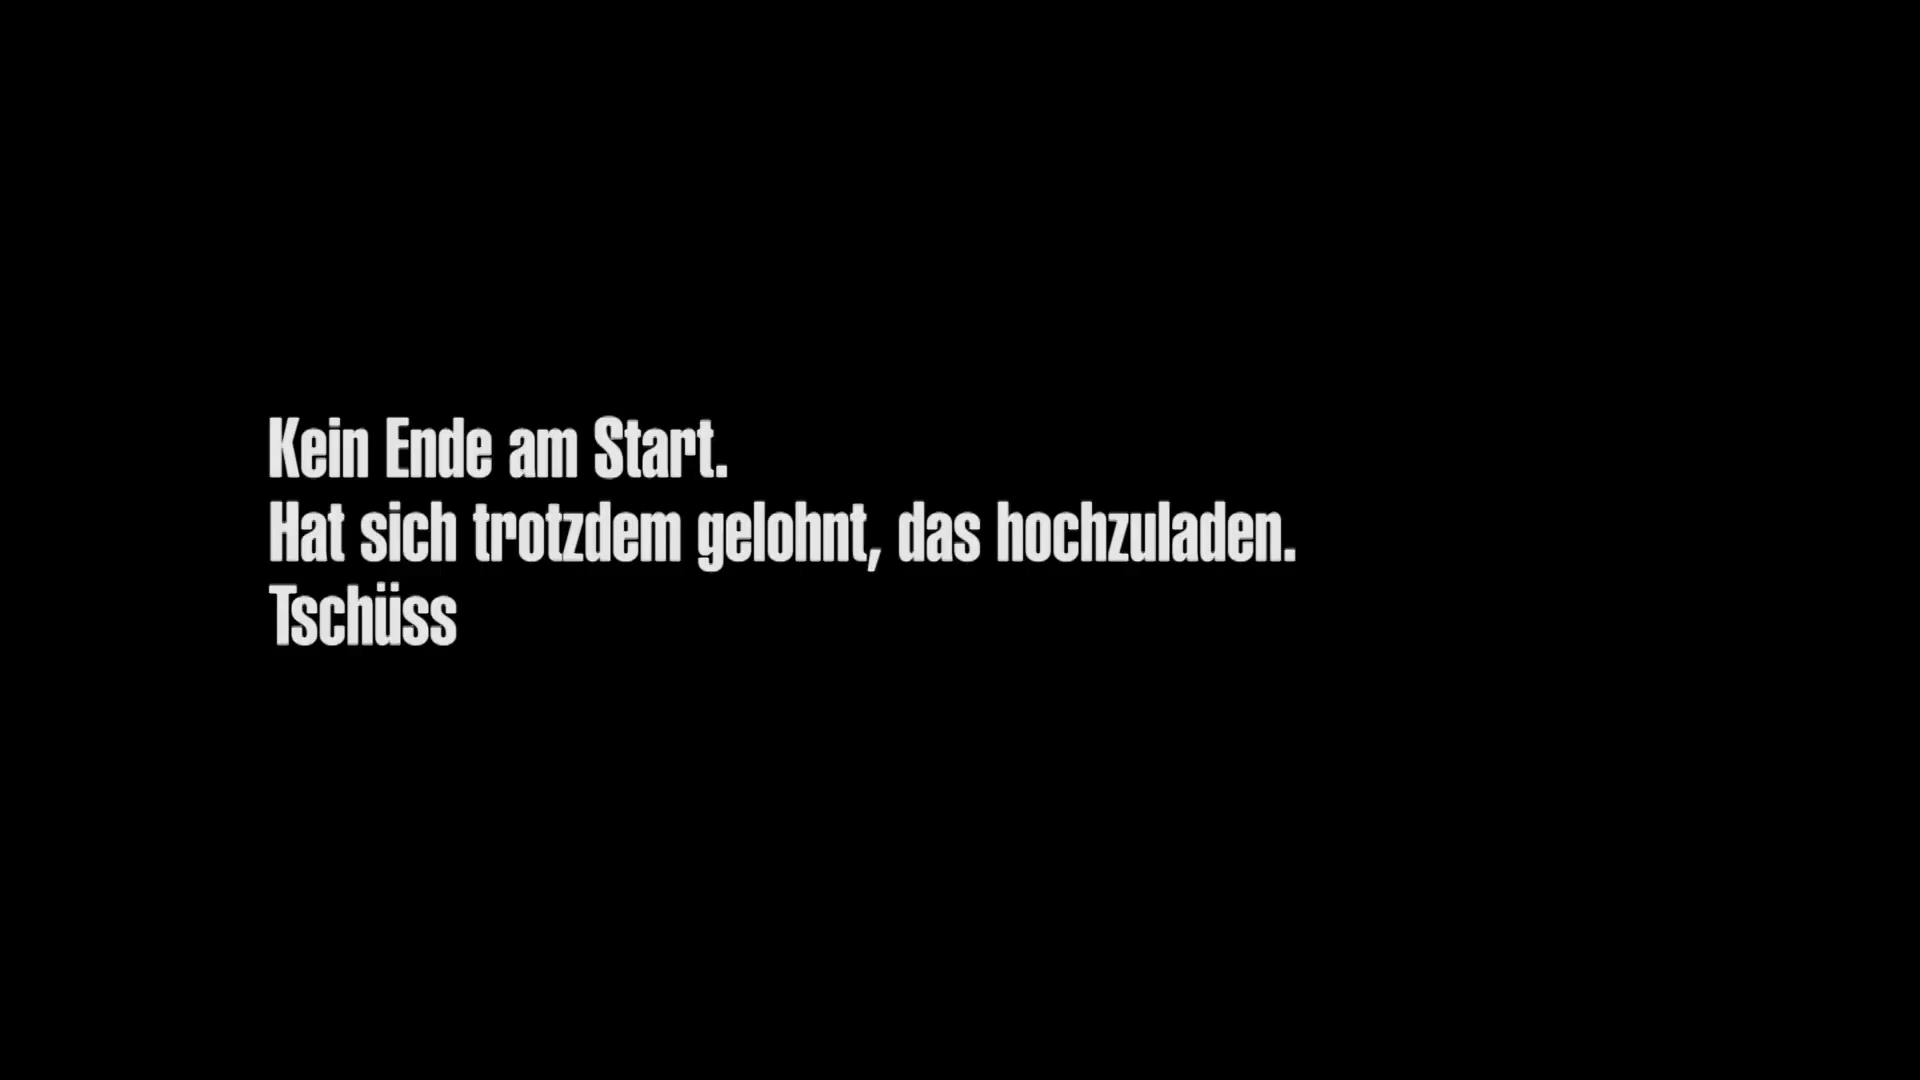 Kein Ende am Start.
Hat sich trotzdem gelohnt, das hochzuladen.
Tschüss